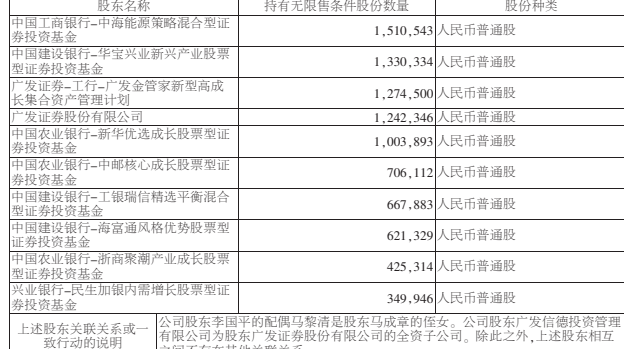 股东名称 持有无限售条件股份数量 股份种类
中国工商银行-中海能源策略混合型证
券投资基金 1,510,543 人民币普通股
中国建设银行-华宝兴业新兴产业股票
型证券投资基金 1,330,334 人民币普通股
广发证券-工行-广发金管家新型高成
长集合资产管理计划 1,274,500 人民币普通股
广发证券股份有限公司 1,242,346 人民币普通股
中国农业银行-新华优选成长股票型证
券投资基金 1,003,893 人民币普通股
中国农业银行-中邮核心成长股票型证
券投资基金 706,112 人民币普通股
中国建设银行-工银瑞信精选平衡混合
型证券投资基金 667,883 人民币普通股
中国建设银行-海富通风格优势股票型
证券投资基金 621,329 人民币普通股
中国农业银行-浙商聚潮产业成长股票
型证券投资基金 425,314 人民币普通股
兴业银行-民生加银内需增长股票型证
券投资基金 349,946 人民币普通股
上述股东关联关系或一
致行动的说明
公司股东李国平的配偶马黎清是股东马成章的侄女。公司股东广发信德投资管理
有限公司为股东广发证券股份有限公司的全资子公司。除此之外,上述股东相互